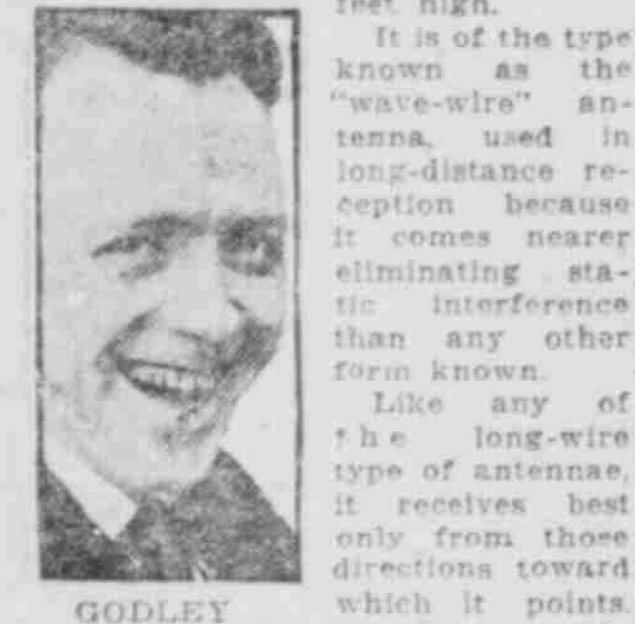 feet high.
It is of the type
known as the
"wave-wire" an-
tenna, used in
long-distance re-
ception because
it comes nearer
eliminating sta-
tic interference
than any other
form known.
Like any of
the long-wire
type of antennae,
it receives best
only from those
directions toward
which it points.
GODLEY